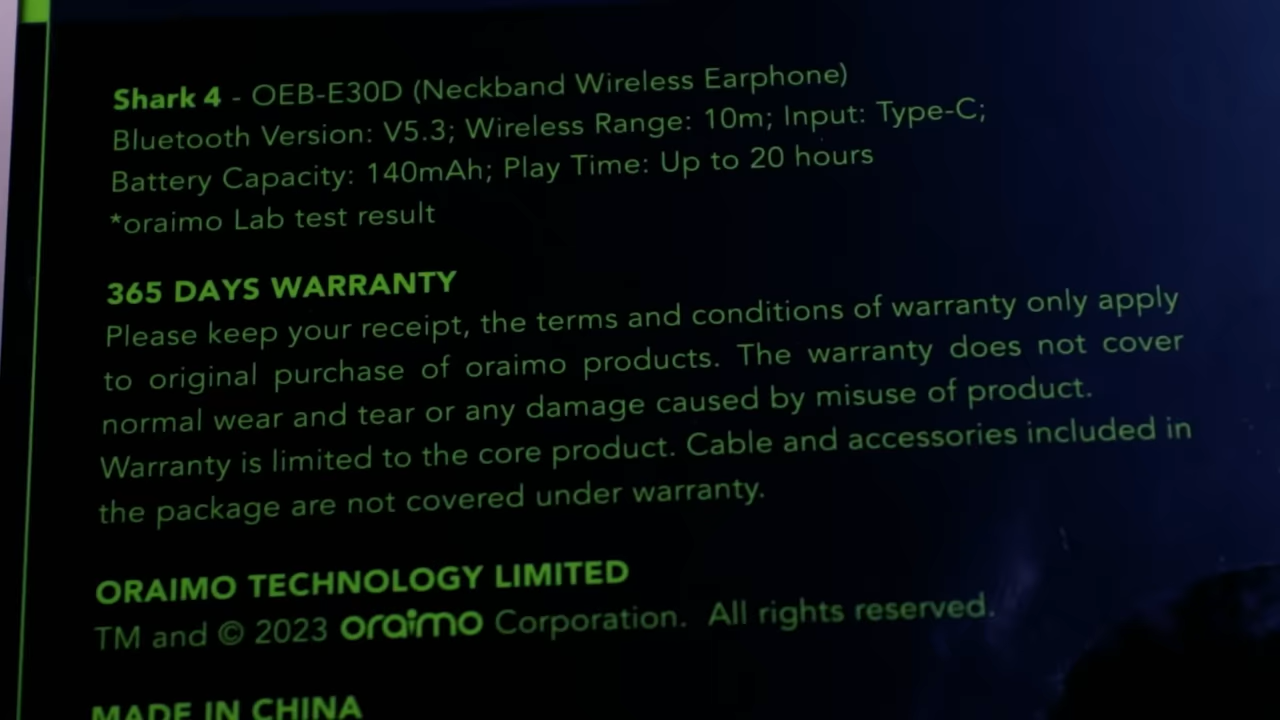 Shark 4 - OEB-E30D (Neckband Wireless Earphone)
Bluetooth Version: V5.3; Wireless Range: 10m; Input: Type-C;
Battery Capacity: 140mAh; Play Time: Up to 20 hours
*oraimo Lab test result
365 DAYS WARRANTY
Please keep your receipt, the terms and conditions of warranty only apply
to original purchase of oraimo products. The warranty does not cover
normal wear and tear or any damage caused by misuse of product.
Warranty is limited to the core product. Cable and accessories included in
the package are not covered under warranty.
ORAIMO TECHNOLOGY LIMITED
TM and © 2023 oraimo Corporation. All rights reserved.
MADE IN CHINA